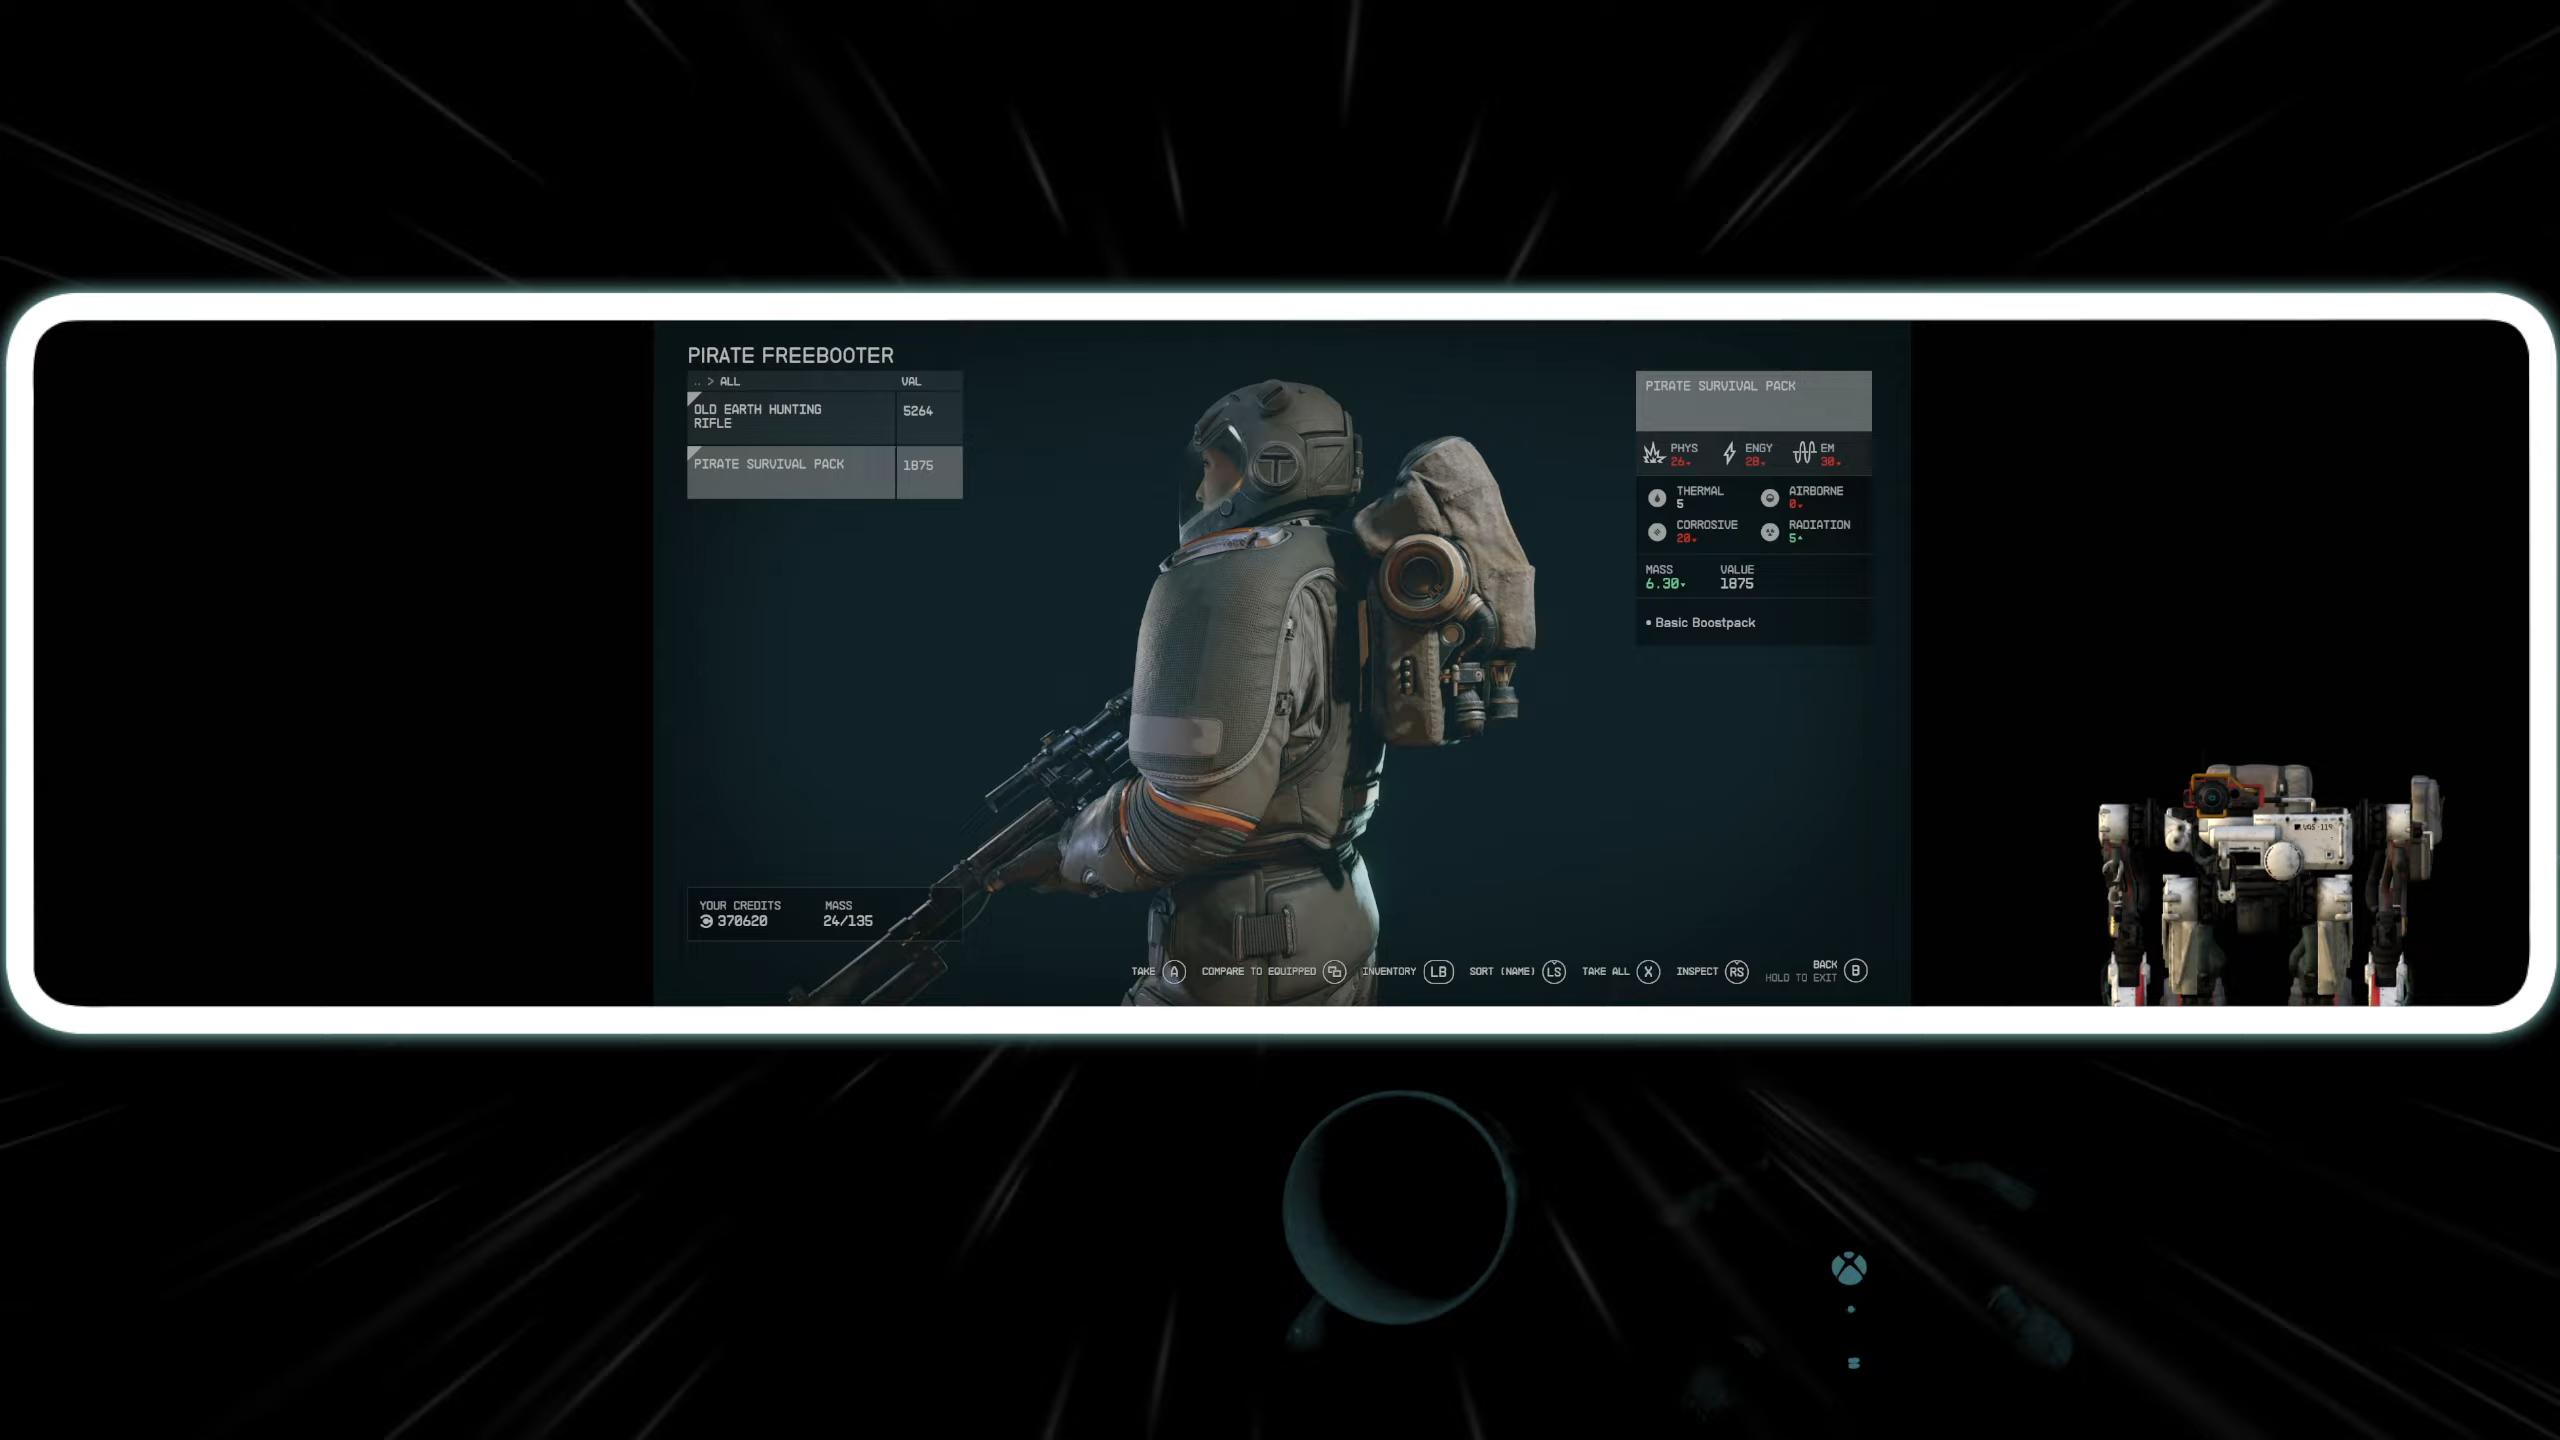 PIRATE FREEBOOTER
.. > ALL VAL
OLD EARTH HUNTING
RIFLE
5264
PIRATE SURVIVAL PACK 1875
PIRATE SURVIVAL PACK
PHYS ENGY EM
26 28 30
THERMAL AIRBORNE
5 0
CORROSIVE RADIATION
20 5
MASS VALUE
6.30 1875
• Basic Boostpack
YOUR CREDITS MASS
370620 24/135
TAKE A COMPARE TO EQUIPPED INVENTORY LB SORT (NAME) LS TAKE ALL X INSPECT RS BACK B
HOLD TO EXIT